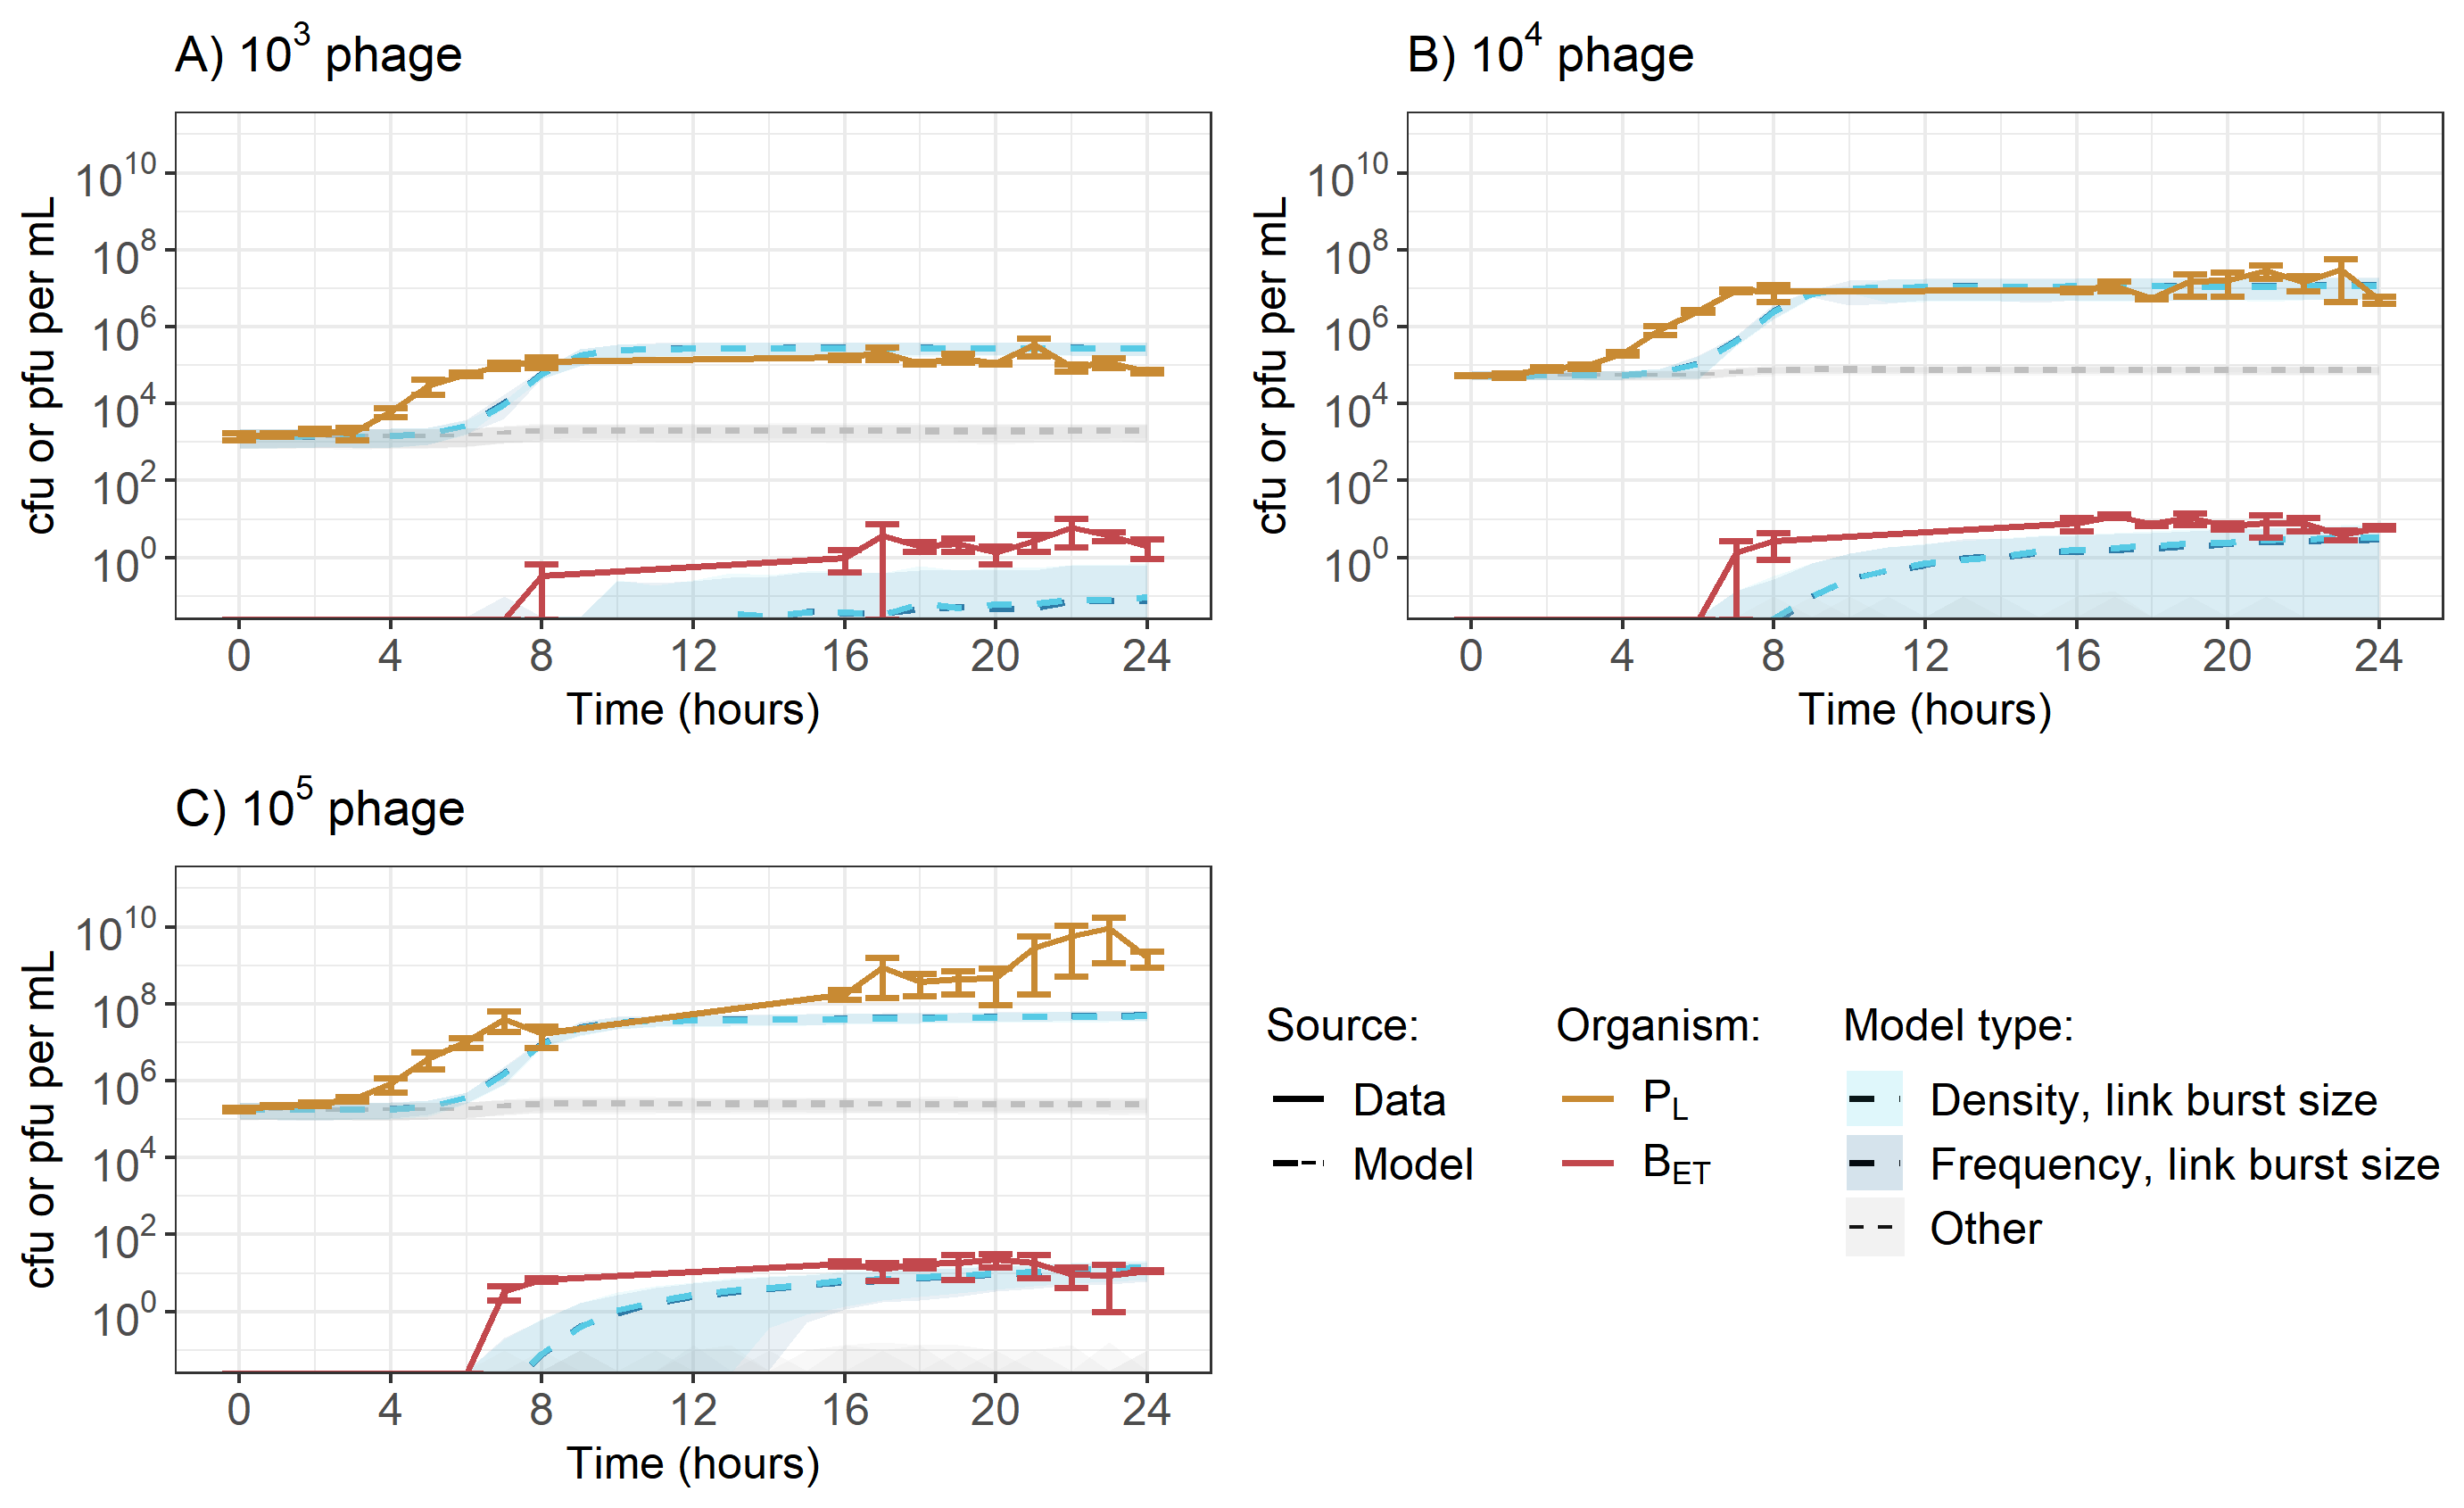 A) 10³ phage
cfu or pfu per mL
10¹⁰
10⁸
10⁶
10⁴
10²
10⁰
0 4 8 12 16 20 24
Time (hours)
B) 10⁴ phage
cfu or pfu per mL
10¹⁰
10⁸
10⁶
10⁴
10²
10⁰
0 4 8 12 16 20 24
Time (hours)
C) 10⁵ phage
cfu or pfu per mL
10¹⁰
10⁸
10⁶
10⁴
10²
10⁰
0 4 8 12 16 20 24
Time (hours)
Source:
Data
Model
Organism:
P_L
B_ET
Model type:
Density, link burst size
Frequency, link burst size
Other